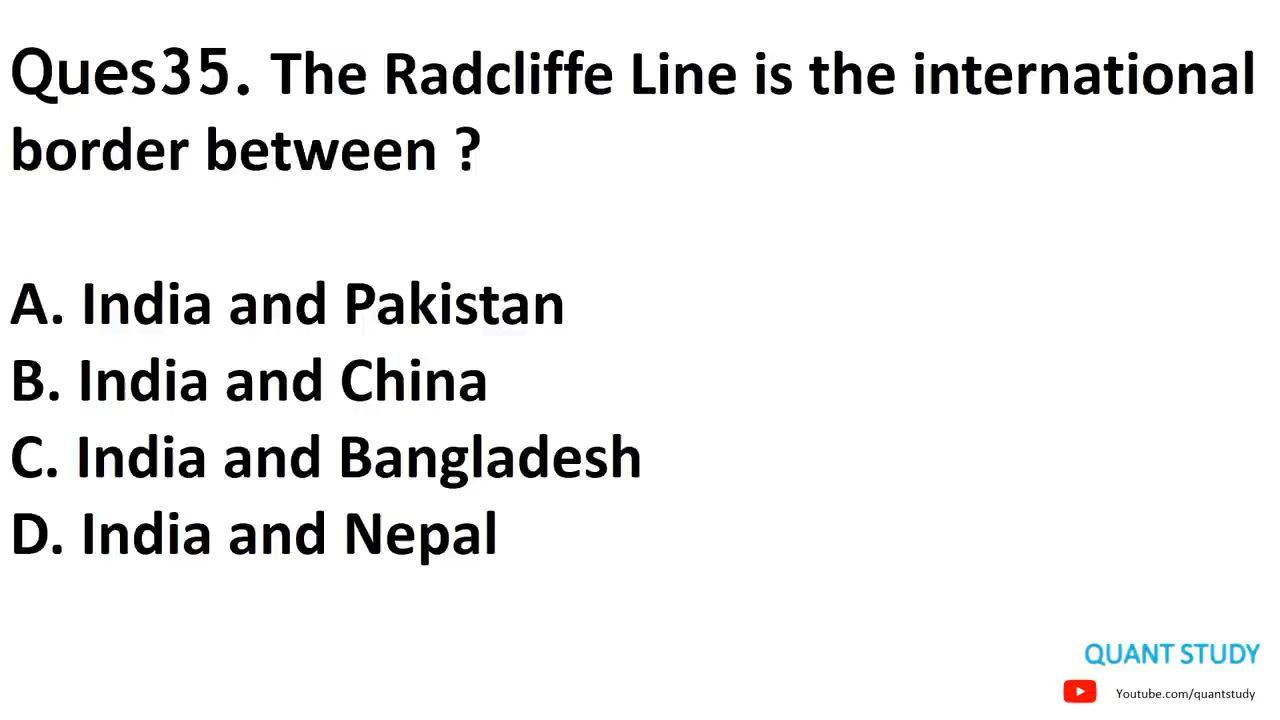 Ques35. The Radcliffe Line is the international
border between ?
A. India and Pakistan
B. India and China
C. India and Bangladesh
D. India and Nepal
QUANT STUDY
Youtube.com/quantstudy